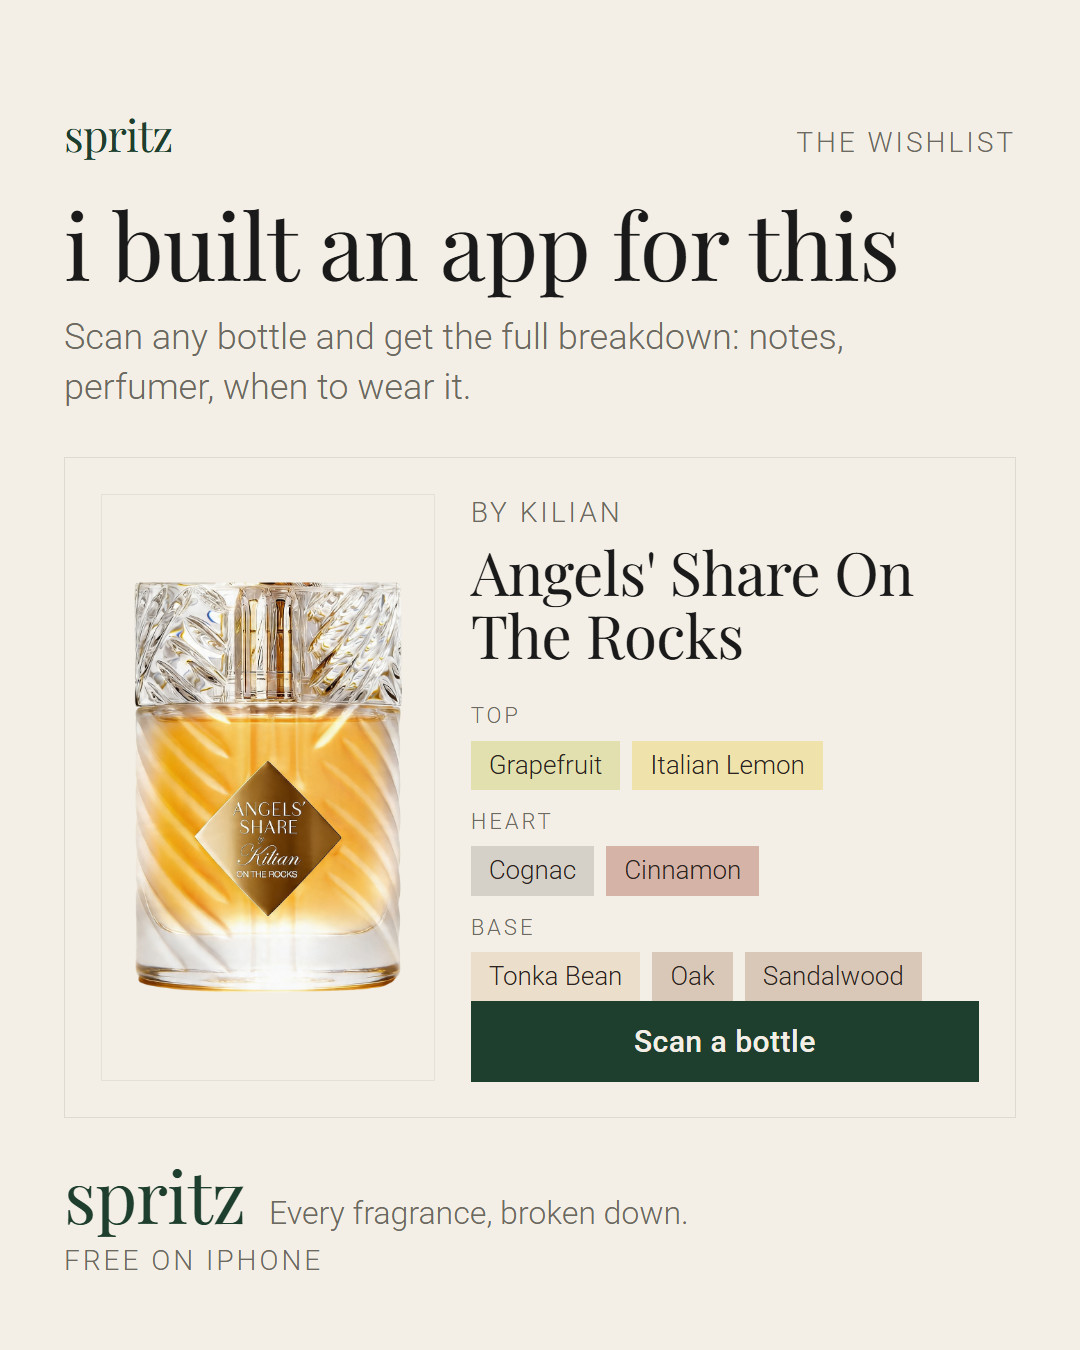 spritz
THE WISHLIST
i built an app for this
Scan any bottle and get the full breakdown: notes,
perfumer, when to wear it.
BY KILIAN
Angels' Share On
The Rocks
TOP
Grapefruit
Italian Lemon
HEART
Cognac
Cinnamon
BASE
Tonka Bean
Oak
Sandalwood
Scan a bottle
ANGELS'
SHARE
by
Kilian
ON THE ROCKS
spritz
Every fragrance, broken down.
FREE ON IPHONE